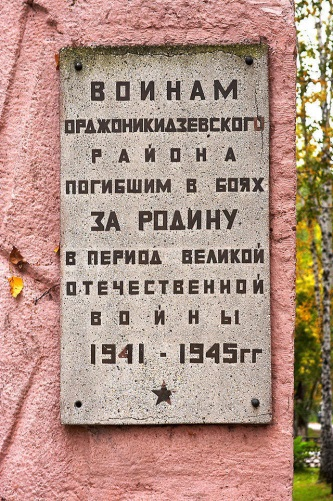 ВОИНАМ
ОРДЖОНИКИДЗЕВСКОГО
РАЙОНА
ПОГИБШИМ В БОЯХ
ЗА РОДИНУ
В ПЕРИОД ВЕЛИКОЙ
ОТЕЧЕСТВЕННОЙ
ВОЙНЫ
1941 - 1945гг